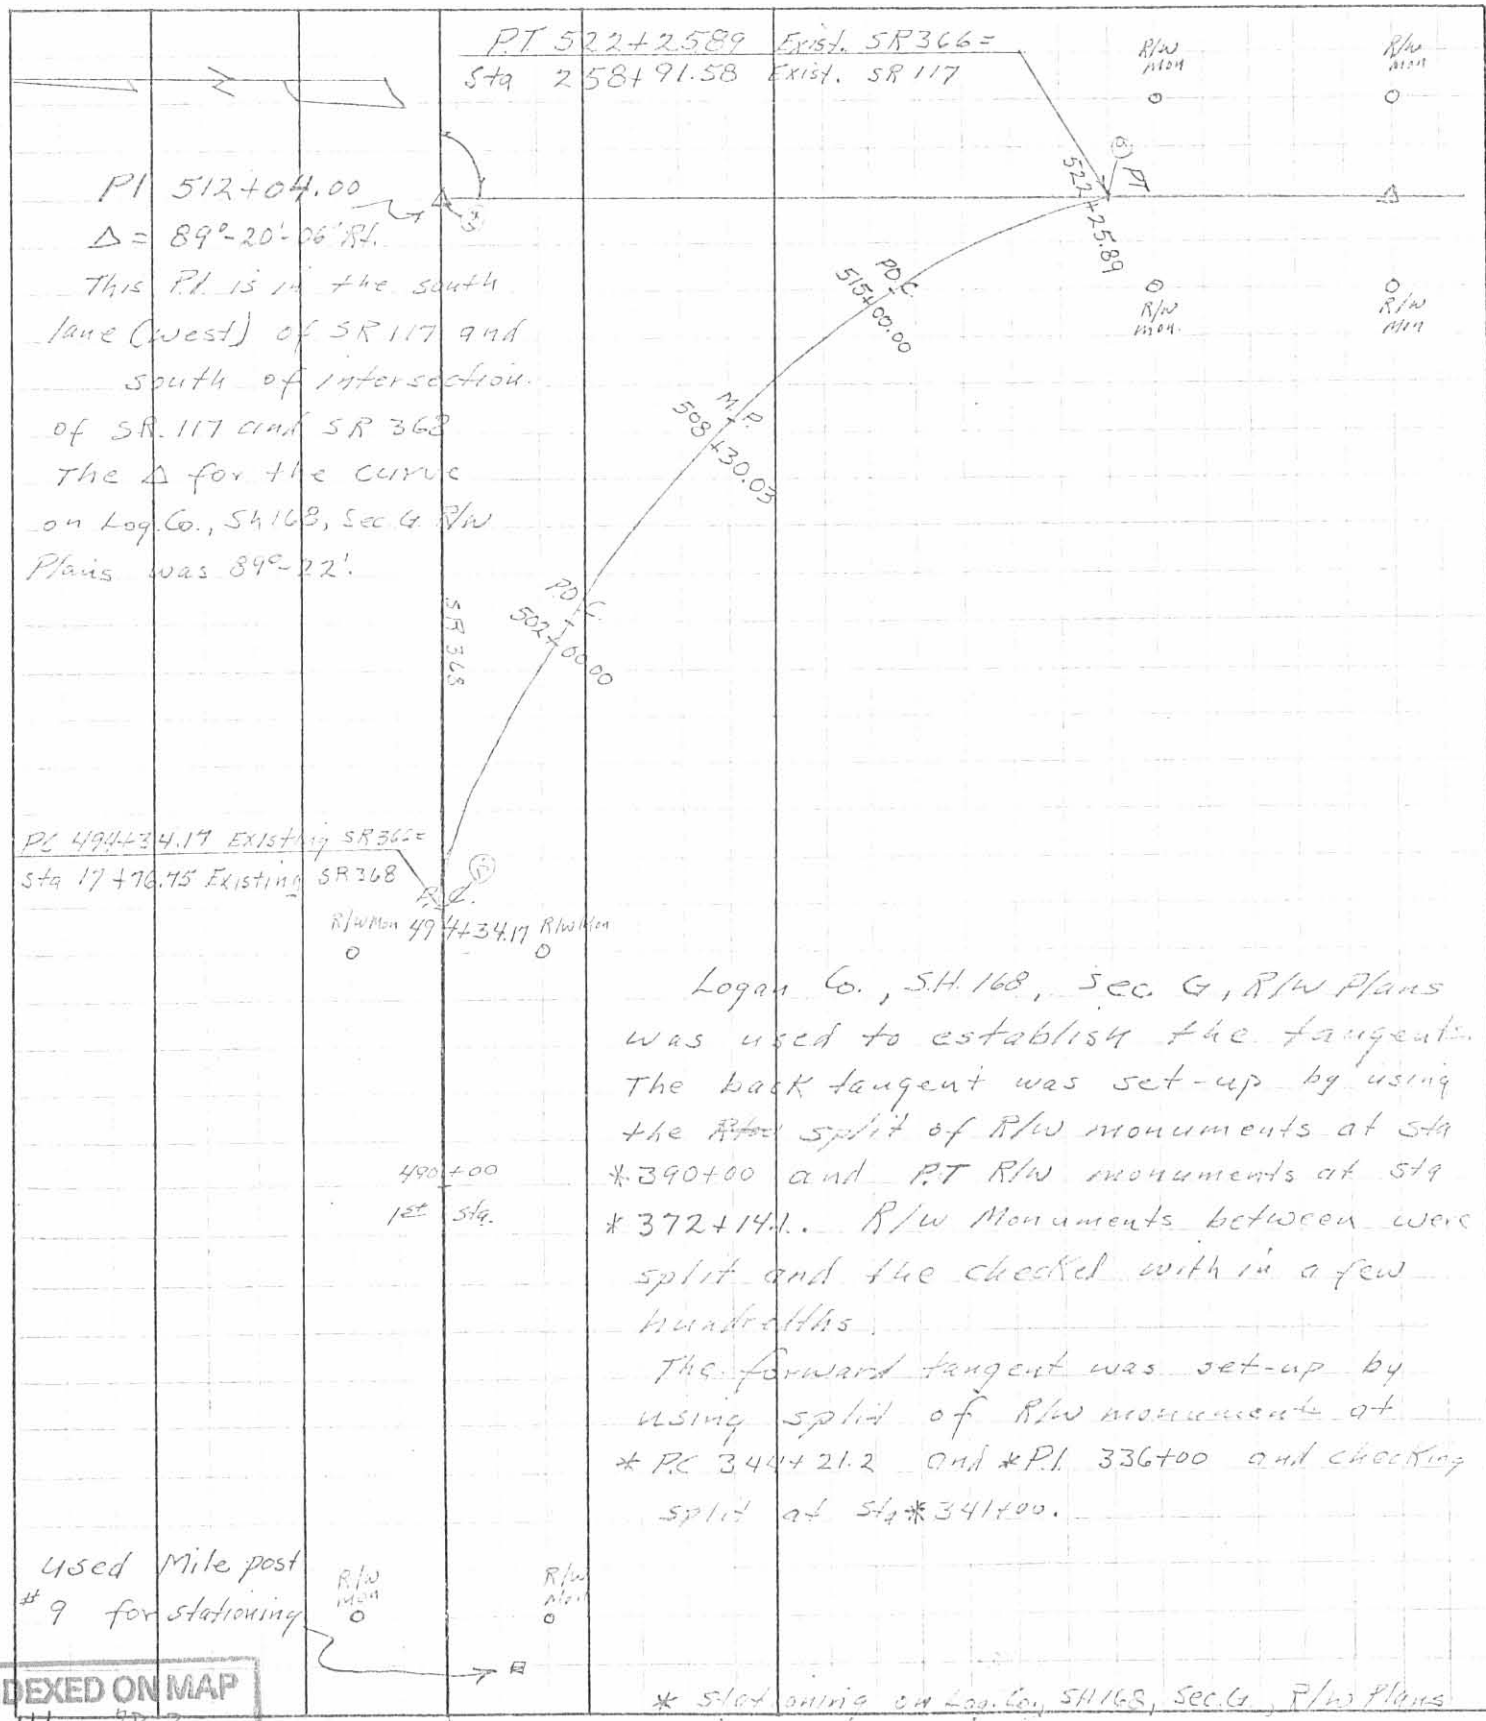 P.T 522+25.89 Exist. SR366=
Sta 258+91.58 Exist. SR 117
R/W
Mon
R/W
Mon
PT
522+25.89
PI 512+04.00
Δ = 89°-20'-06" Rt.
This P.I. is in the south
lane (west) of SR 117 and
south of intersection
of SR. 117 and SR 368
The Δ for the curve
on Log. Co., SH168, Sec. G R/W
Plans was 89°-22'.
P.O.C.
515+00.00
R/W
mon.
R/W
Mon
M.P.
508+30.03
P.O.C.
502+00.00
SR 368
PC 494+34.17 Existing SR366=
Sta 17+76.75 Existing SR368
P.C.
R/W Mon 494+34.17 R/W Mon
Logan Co., S.H. 168, Sec. G, R/W Plans
was used to establish the tangents.
The back tangent was set-up by using
the split of R/W monuments at sta
*390+00 and P.T R/W monuments at sta
*372+14.1. R/W Monuments between were
split and the checked with in a few
hundreths.
The forward tangent was set-up by
using split of R/W monuments at
* P.C 344+21.2 and *P.I. 336+00 and checking
split at sta *341+00.
490+00
1st sta.
used Mile post
#9 for stationing
R/W
Mon
R/W
Mon
DEXED ON MAP
* Stationing on Log. Co., SH168, Sec. G, R/W Plans